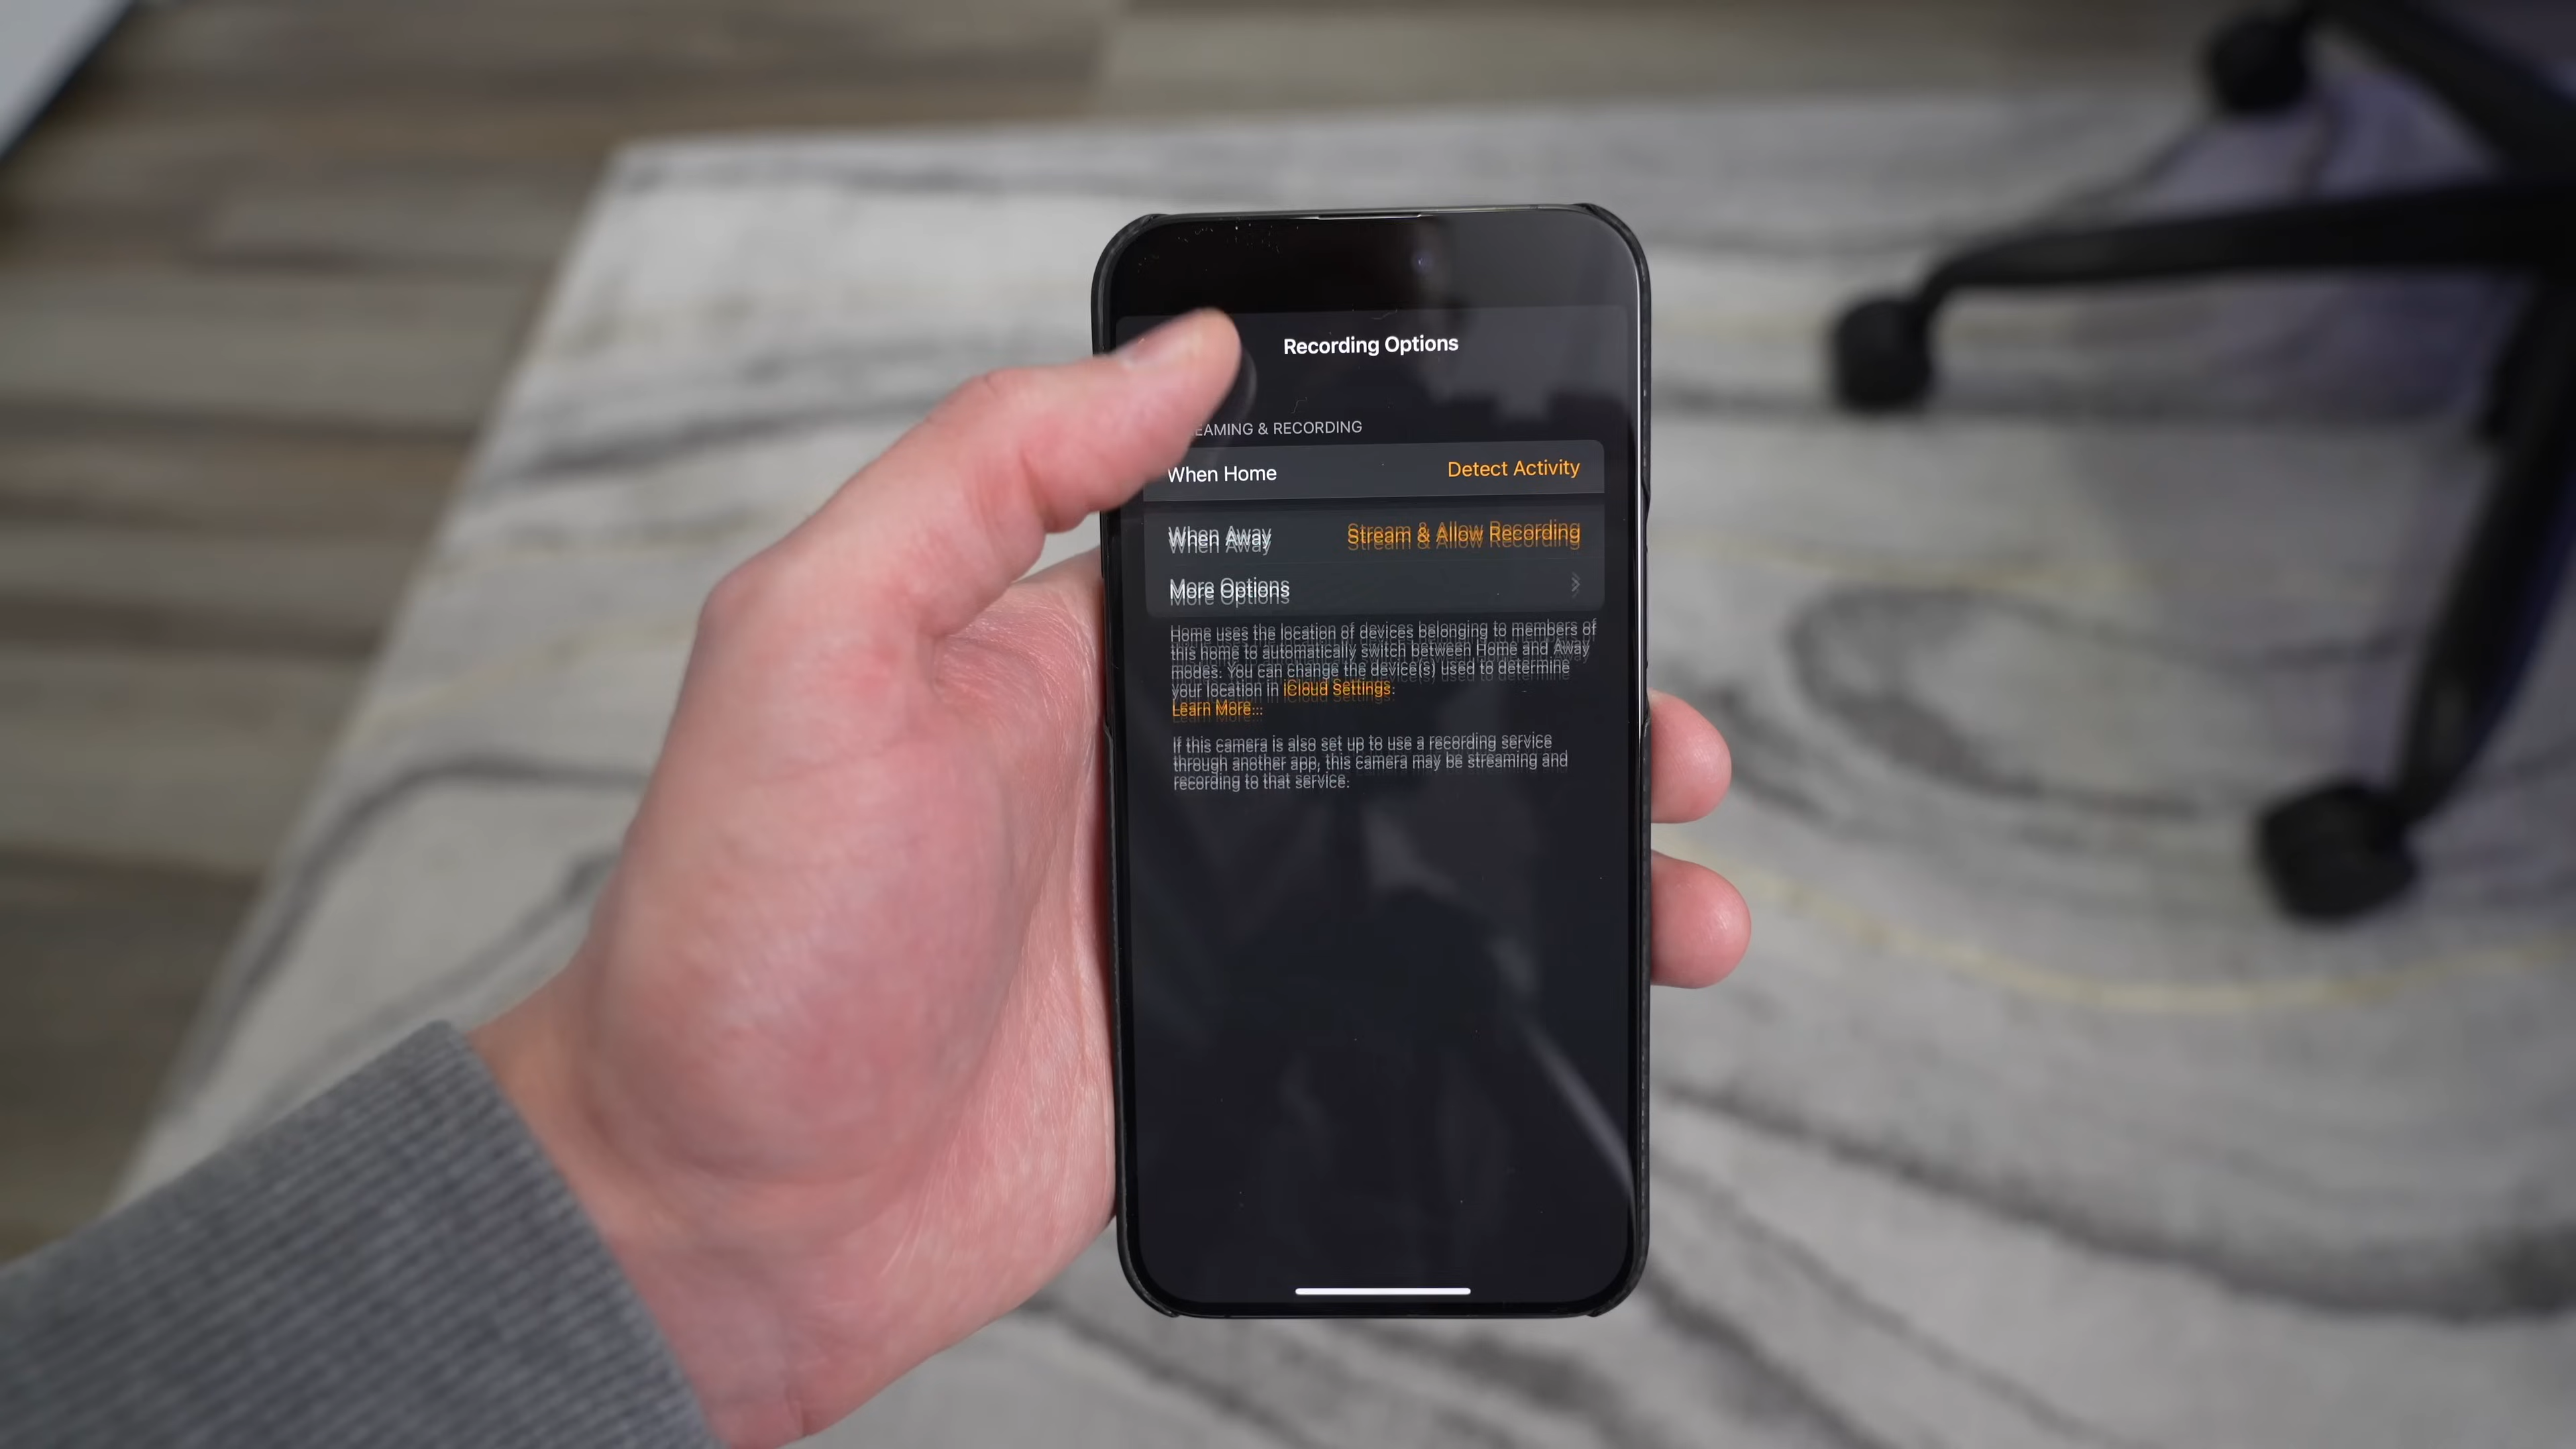 Recording Options
EAMING & RECORDING
When Home
Detect Activity
When Away
Stream & Allow Recording
More Options
Home uses the location of devices belonging to members of
this home to automatically switch between Home and Away
modes. You can change the device(s) used to determine
your location in iCloud Settings.
Learn More...
If this camera is also set up to use a recording service
through another app, this camera may be streaming and
recording to that service.